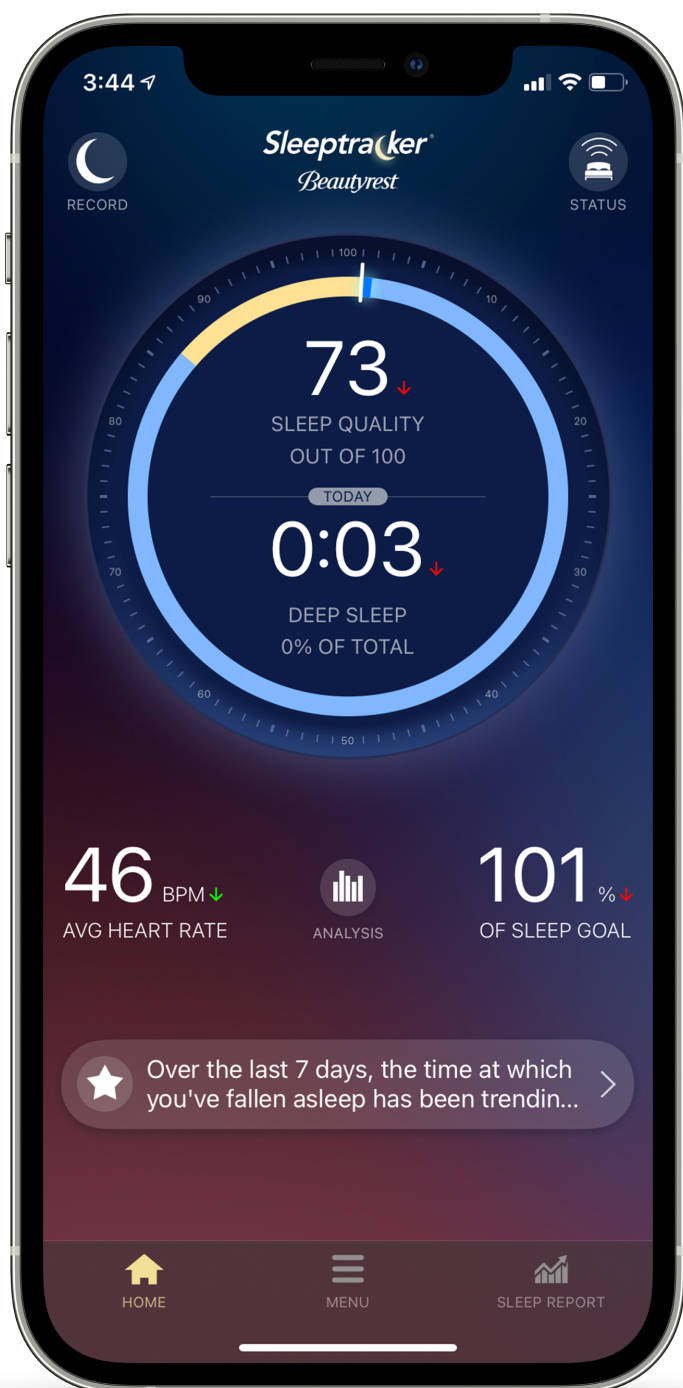 3:44
Sleeptracker®
Beautyrest
RECORD
STATUS
100
90
10
80
20
70
30
60
40
50
73
SLEEP QUALITY
OUT OF 100
TODAY
0:03
DEEP SLEEP
0% OF TOTAL
46 BPM
AVG HEART RATE
ANALYSIS
101 %
OF SLEEP GOAL
Over the last 7 days, the time at which
you've fallen asleep has been trendin...
HOME
MENU
SLEEP REPORT